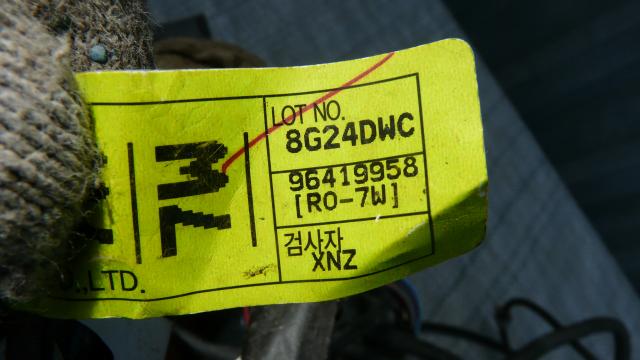 LOT NO.
8G24DWC
96419958
[RO-7W]
검사자
XNZ
.,LTD.